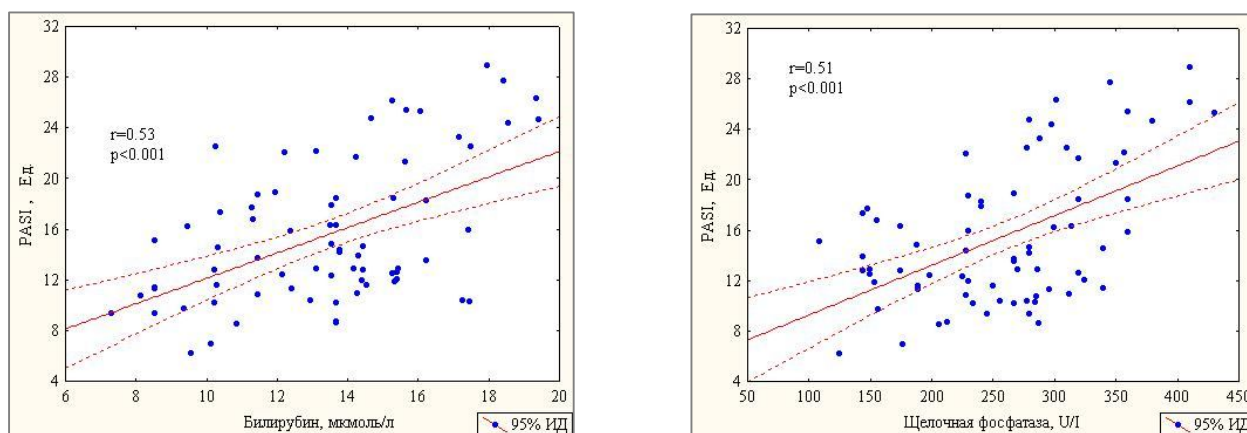 32
28
24
20
16
12
8
4
r=0.53
p<0.001
PASI , Ед.
6 8 10 12 14 16 18 20
Билирубин, мкмоль/л
95% ИД
32
28
24
20
16
12
8
4
r=0.51
p<0.001
PASI, Ед.
50 100 150 200 250 300 350 400 450
Щелочная фосфатаза, U/I
95% ИД